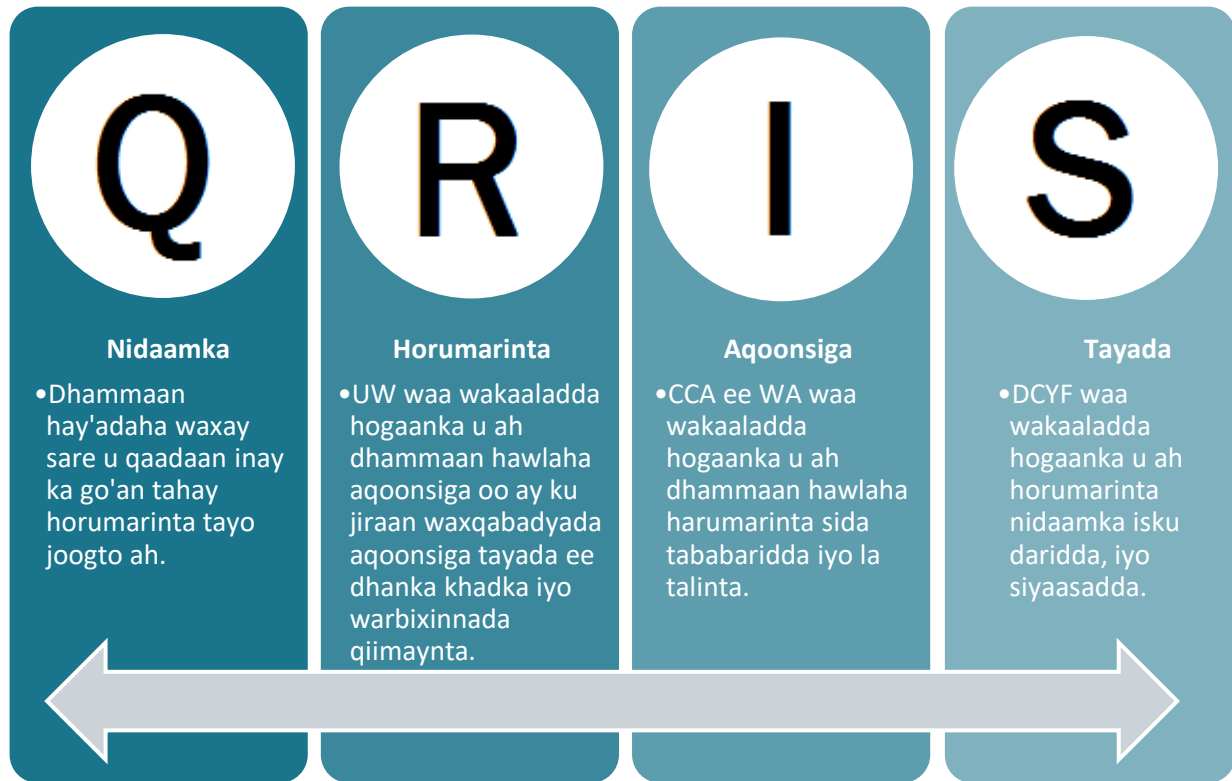 Q
Nidaamka
•Dhammaan
hay'adaha waxay
sare u qaadaan inay
ka go'an tahay
horumarinta tayo
joogto ah.
R
Horumarinta
•UW waa wakaaladda
hogaanka u ah
dhammaan hawlaha
aqoonsiga oo ay ku
jiraan waxqabadyada
aqoonsiga tayada ee
dhanka khadka iyo
warbixinnada
qiimaynta.
I
Aqoonsiga
•CCA ee WA waa
wakaaladda
hogaanka u ah
dhammaan hawlaha
harumarinta sida
tababaridda iyo la
talinta.
S
Tayada
•DCYF waa
wakaaladda
hogaanka u ah
horumarinta
nidaamka isku
daridda, iyo
siyaasadda.